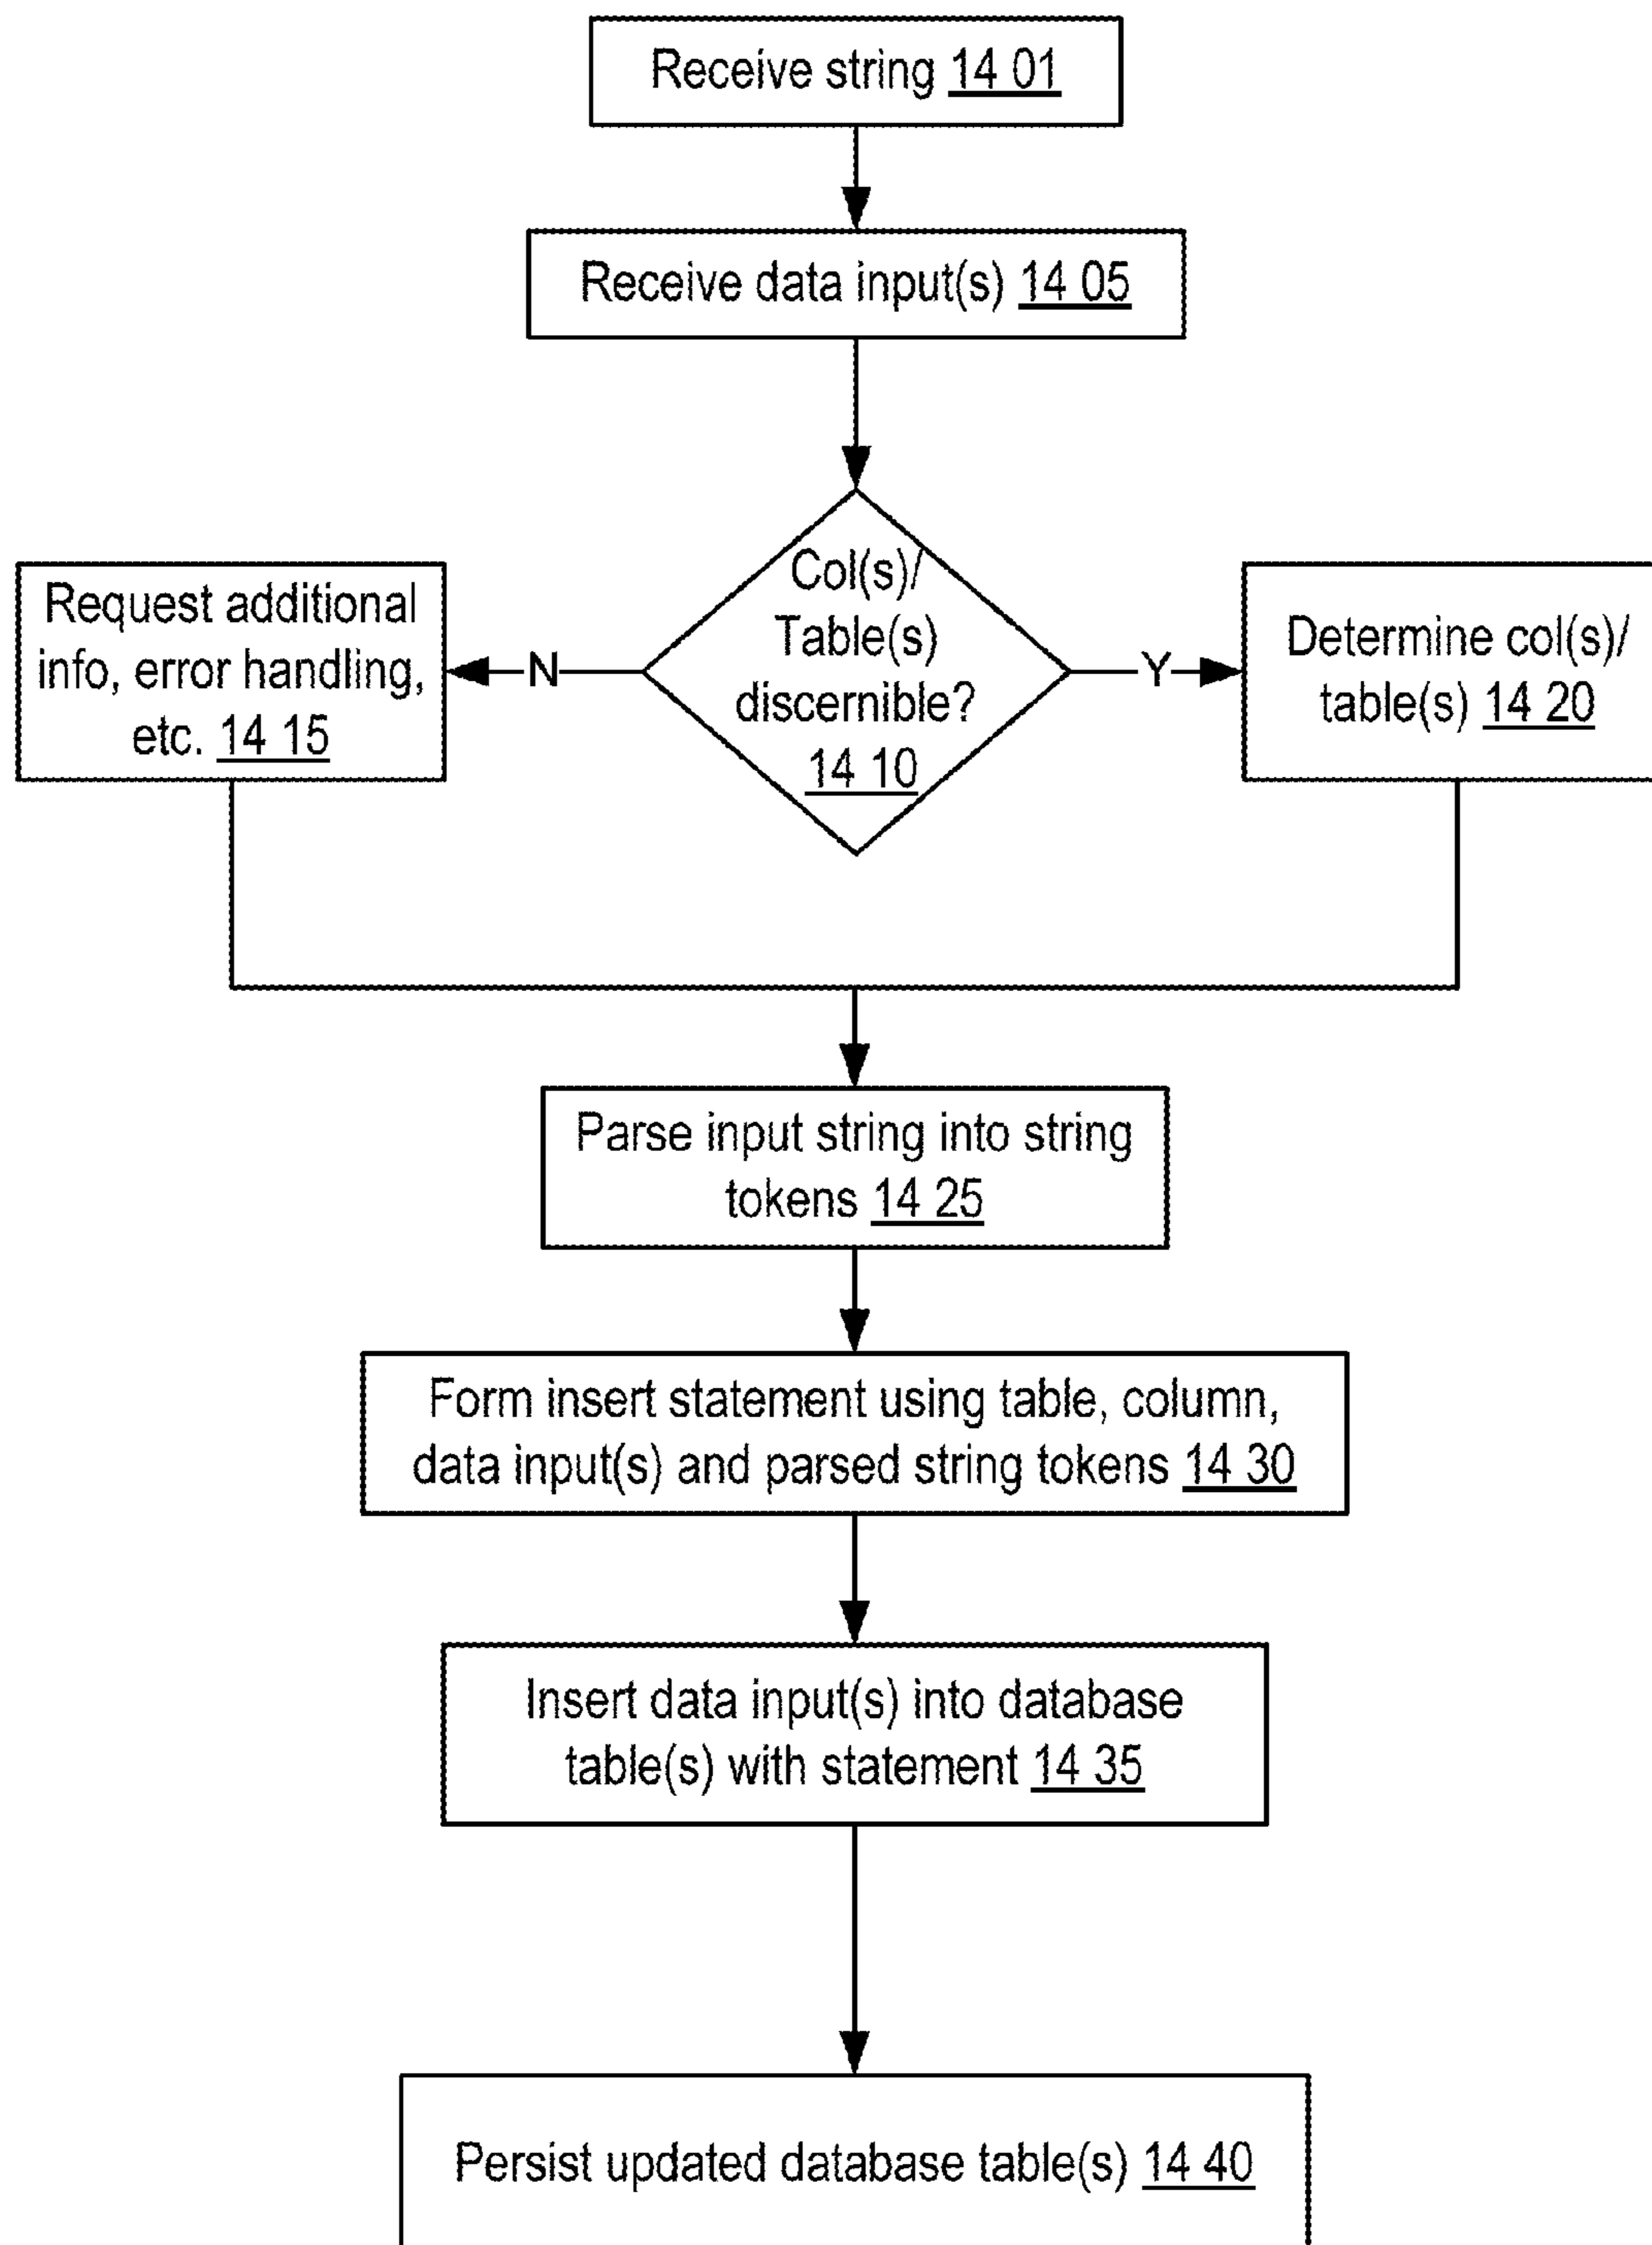 Receive string 14 01
Receive data input(s) 14 05
Col(s)/
Table(s)
discernible?
14 10
N
Y
Request additional
info, error handling,
etc. 14 15
Determine col(s)/
table(s) 14 20
Parse input string into string
tokens 14 25
Form insert statement using table, column,
data input(s) and parsed string tokens 14 30
Insert data input(s) into database
table(s) with statement 14 35
Persist updated database table(s) 14 40